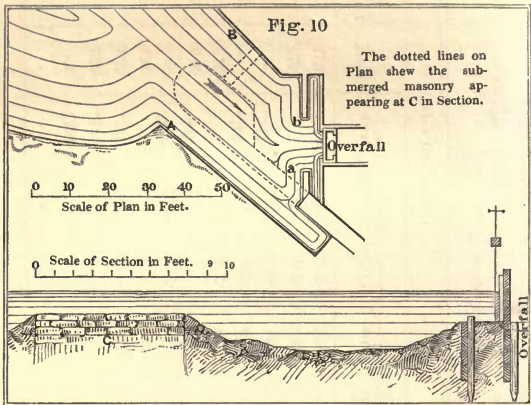 Fig. 10
The dotted lines on
Plan shew the sub-
merged masonry ap-
pearing at C in Section.
B
b
A
a
Overfall
0 10 20 30 40 50
Scale of Plan in Feet.
0 Scale of Section in Feet. 9 10
C
Overfall